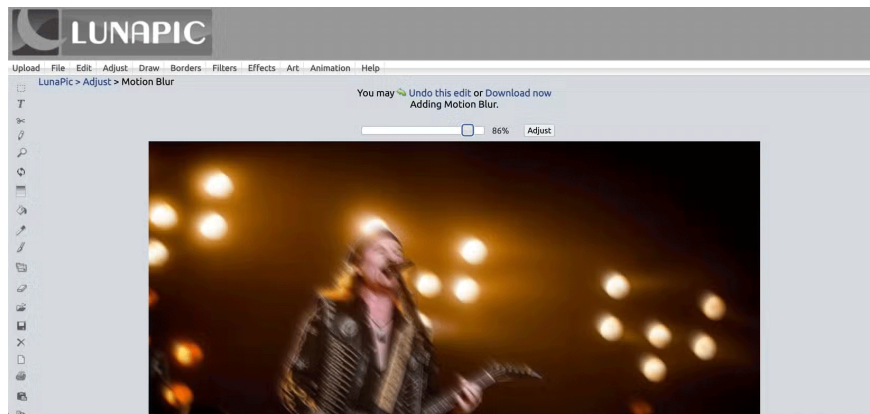 LUNAPIC
Upload File Edit Adjust Draw Borders Filters Effects Art Animation Help
LunaPic > Adjust > Motion Blur
You may Undo this edit or Download now
Adding Motion Blur.
86% Adjust
T